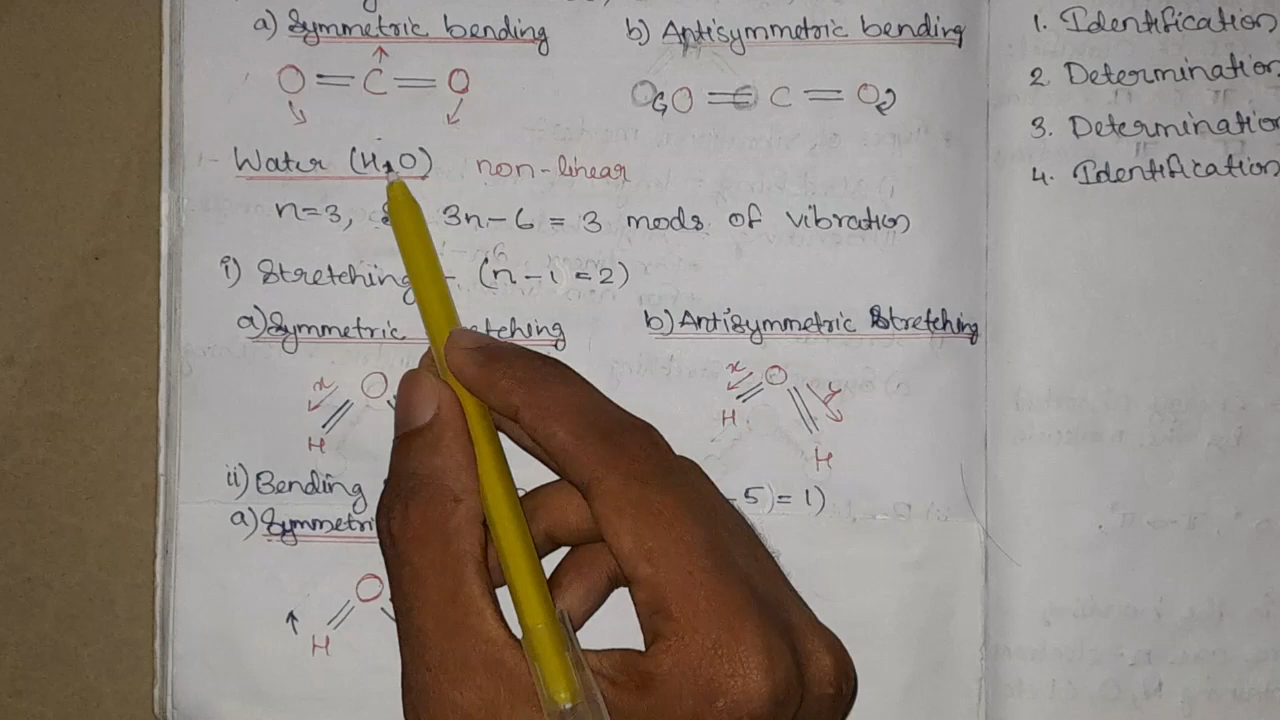 a) Symmetric bending
b) Antisymmetric bending
O = C = O
O = C = O
Water (H2O) non-linear
n=3, 3n-6 = 3 mods of vibration
i) Stretching - (n-1 = 2)
a) Symmetric
b) Antisymmetric Stretching
x O
H
x O
H
H
ii) Bending
5) = 1)
a)
O
H
1. Identification
2. Determination
3. Determination
4. Identification